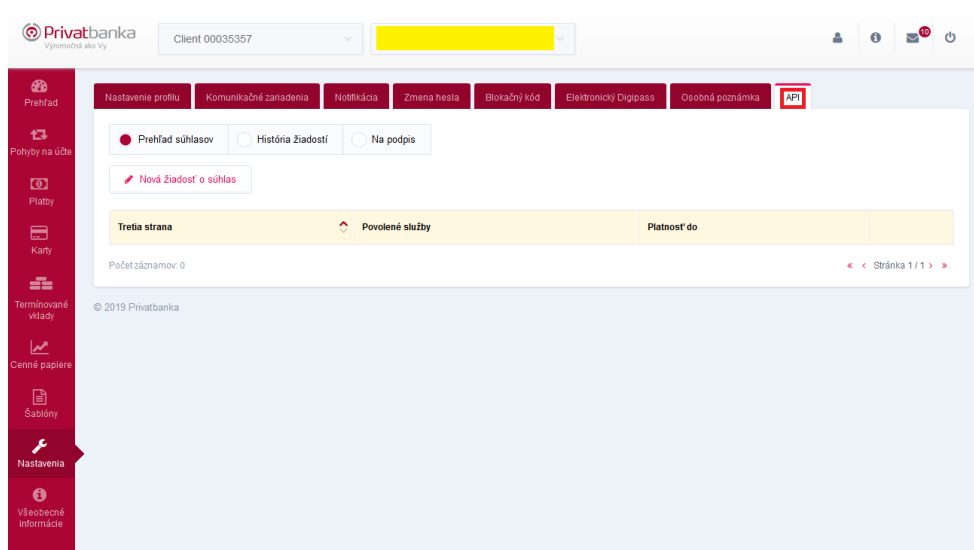 Privatbanka
Výnimočná ako Vy
Client 00035357
10
Prehľad
Pohyby na účte
Platby
Karty
Termínované
vklady
Cenné papiere
Šablóny
Nastavenia
Všeobecné
informácie
Nastavenie profilu Komunikačné zariadenia Notifikácia Zmena hesla Blokačný kód Elektronický Digipass Osobná poznámka API
Prehľad súhlasov História žiadostí Na podpis
Nová žiadosť o súhlas
Tretia strana Povolené služby Platnosť do
Počet záznamov: 0 « ‹ Stránka 1 / 1 › »
© 2019 Privatbanka